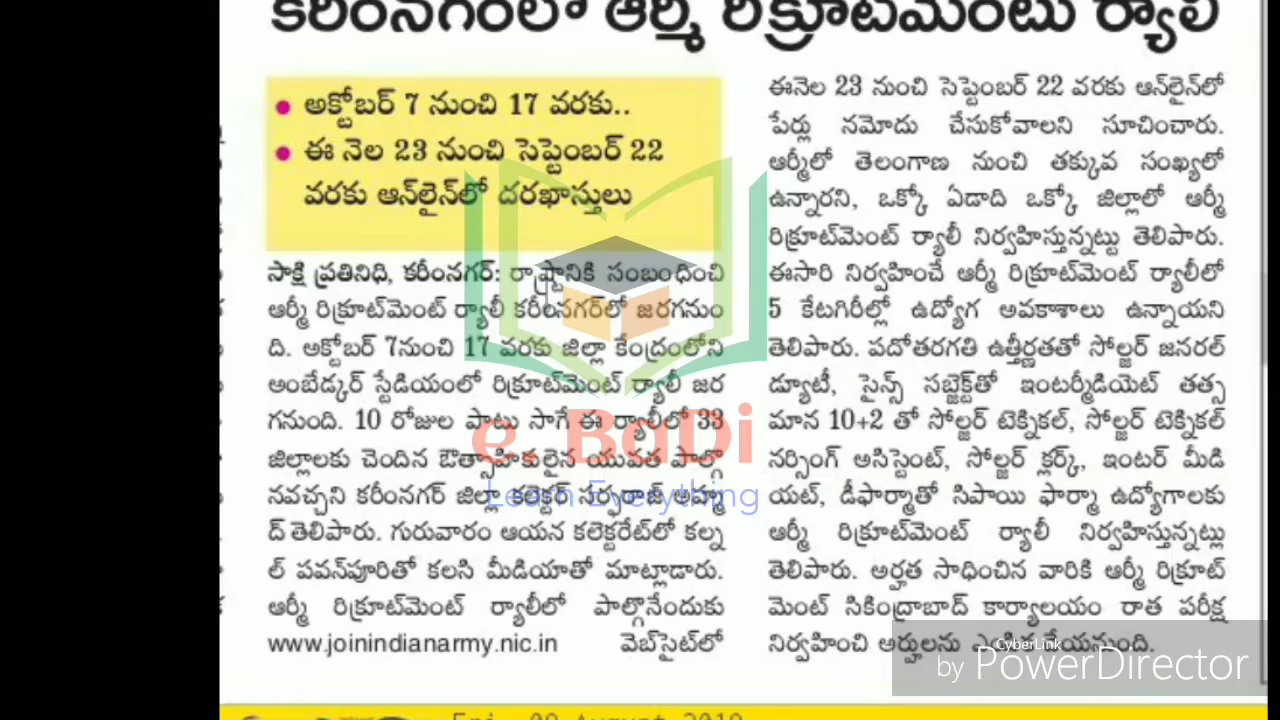 కరీంనగర్‌లో ఆర్మీ రిక్రూట్‌మెంటు ర్యాలీ
● అక్టోబర్ 7 నుంచి 17 వరకు..
● ఈ నెల 23 నుంచి సెప్టెంబర్ 22
వరకు ఆన్‌లైన్‌లో దరఖాస్తులు
సాక్షి ప్రతినిధి, కరీంనగర్: రాష్ట్రానికి సంబంధించి
ఆర్మీ రిక్రూట్‌మెంట్ ర్యాలీ కరీంనగర్‌లో జరగనుం
ది. అక్టోబర్ 7నుంచి 17 వరకు జిల్లా కేంద్రంలోని
అంబేడ్కర్ స్టేడియంలో రిక్రూట్‌మెంట్ ర్యాలీ జర
గనుంది. 10 రోజుల పాటు సాగే ఈ ర్యాలీలో 33
జిల్లాలకు చెందిన ఔత్సాహికులైన యువత పాల్గొ
నవచ్చని కరీంనగర్ జిల్లా కలెక్టర్ సర్ఫరాజ్ అహ్మ
ద్ తెలిపారు. గురువారం ఆయన కలెక్టరేట్‌లో కల్న
ల్ పవన్‌పూరితో కలసి మీడియాతో మాట్లాడారు.
ఆర్మీ రిక్రూట్‌మెంట్ ర్యాలీలో పాల్గొనేందుకు
www.joinindianarmy.nic.in వెబ్‌సైట్‌లో
ఈనెల 23 నుంచి సెప్టెంబర్ 22 వరకు ఆన్‌లైన్‌లో
పేర్లు నమోదు చేసుకోవాలని సూచించారు.
ఆర్మీలో తెలంగాణ నుంచి తక్కువ సంఖ్యలో
ఉన్నారని, ఒక్కో ఏడాది ఒక్కో జిల్లాలో ఆర్మీ
రిక్రూట్‌మెంట్ ర్యాలీ నిర్వహిస్తున్నట్టు తెలిపారు.
ఈసారి నిర్వహించే ఆర్మీ రిక్రూట్‌మెంట్ ర్యాలీలో
5 కేటగిరీల్లో ఉద్యోగ అవకాశాలు ఉన్నాయని
తెలిపారు. పదోతరగతి ఉత్తీర్ణతతో సోల్జర్ జనరల్
డ్యూటీ, సైన్స్ సబ్జెక్ట్‌తో ఇంటర్మీడియెట్ తత్స
మాన 10+2 తో సోల్జర్ టెక్నికల్, సోల్జర్ టెక్నికల్
నర్సింగ్ అసిస్టెంట్, సోల్జర్ క్లర్క్, ఇంటర్ మీడి
యట్, డీఫార్మాతో సిపాయి ఫార్మా ఉద్యోగాలకు
ఆర్మీ రిక్రూట్‌మెంట్ ర్యాలీ నిర్వహిస్తున్నట్లు
తెలిపారు. అర్హత సాధించిన వారికి ఆర్మీ రిక్రూట్
మెంట్ సికింద్రాబాద్ కార్యాలయం రాత పరీక్ష
నిర్వహించి అర్హులను ఎంపిక చేయనుంది.
e BaDi
Learn Everything
CyberLink
by PowerDirector